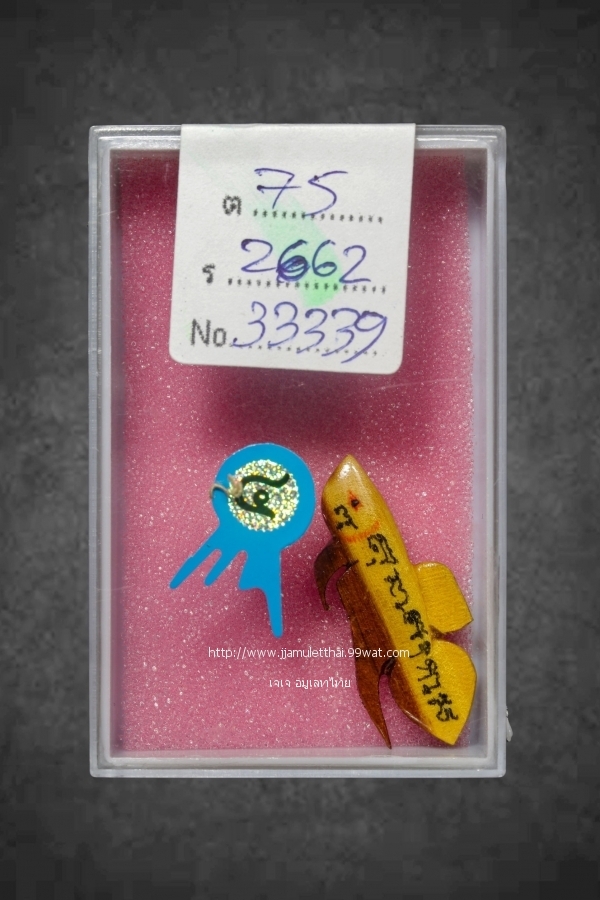 ต 75
ร 2662
No. 33339
๔
http://www.jjamuletthai.99wat.com
เจเจ อมูเลทไทย